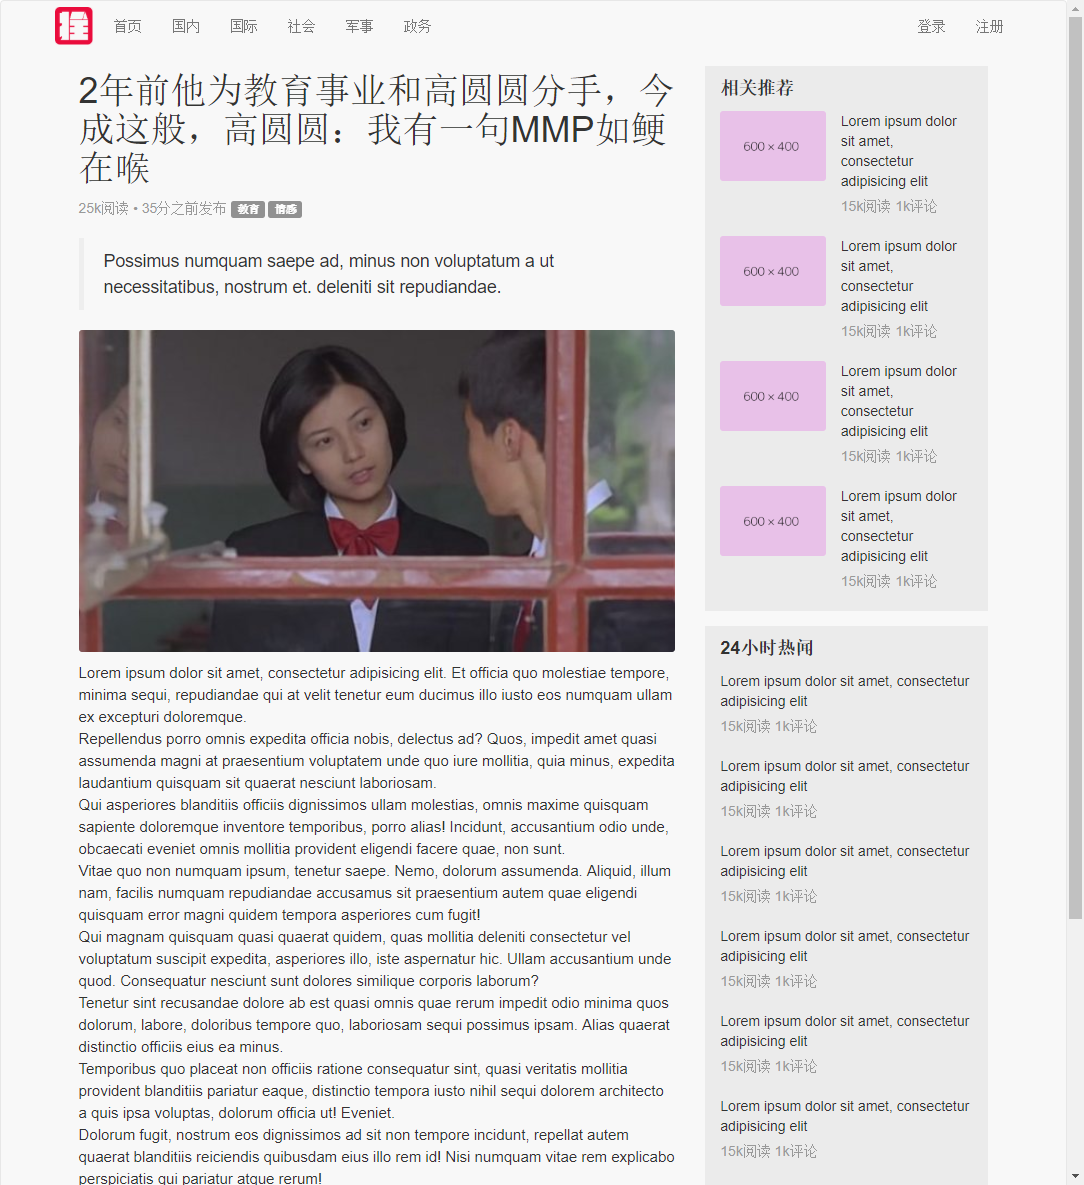 首页 国内 国际 社会 军事 政务 登录 注册
2年前他为教育事业和高圆圆分手，今
成这般，高圆圆：我有一句MMP如鲠
在喉
25k阅读 • 35分之前发布 教育 情感
Possimus numquam saepe ad, minus non voluptatum a ut
necessitatibus, nostrum et. deleniti sit repudiandae.
Lorem ipsum dolor sit amet, consectetur adipisicing elit. Et officia quo molestiae tempore,
minima sequi, repudiandae qui at velit tenetur eum ducimus illo iusto eos numquam ullam
ex excepturi doloremque.
Repellendus porro omnis expedita officia nobis, delectus ad? Quos, impedit amet quasi
assumenda magni at praesentium voluptatem unde quo iure mollitia, quia minus, expedita
laudantium quisquam sit quaerat nesciunt laboriosam.
Qui asperiores blanditiis officiis dignissimos ullam molestias, omnis maxime quisquam
sapiente doloremque inventore temporibus, porro alias! Incidunt, accusantium odio unde,
obcaecati eveniet omnis mollitia provident eligendi facere quae, non sunt.
Vitae quo non numquam ipsum, tenetur saepe. Nemo, dolorum assumenda. Aliquid, illum
nam, facilis numquam repudiandae accusamus sit praesentium autem quae eligendi
quisquam error magni quidem tempora asperiores cum fugit!
Qui magnam quisquam quasi quaerat quidem, quas mollitia deleniti consectetur vel
voluptatum suscipit expedita, asperiores illo, iste aspernatur hic. Ullam accusantium unde
quod. Consequatur nesciunt sunt dolores similique corporis laborum?
Tenetur sint recusandae dolore ab est quasi omnis quae rerum impedit odio minima quos
dolorum, labore, doloribus tempore quo, laboriosam sequi possimus ipsam. Alias quaerat
distinctio officiis eius ea minus.
Temporibus quo placeat non officiis ratione consequatur sint, quasi veritatis mollitia
provident blanditiis pariatur eaque, distinctio tempora iusto nihil sequi dolorem architecto
a quis ipsa voluptas, dolorum officia ut! Eveniet.
Dolorum fugit, nostrum eos dignissimos ad sit non tempore incidunt, repellat autem
quaerat blanditiis reiciendis quibusdam eius illo rem id! Nisi numquam vitae rem explicabo
perspiciatis qui pariatur atque rerum!
相关推荐
600 × 400
Lorem ipsum dolor
sit amet,
consectetur
adipisicing elit
15k阅读 1k评论
600 × 400
Lorem ipsum dolor
sit amet,
consectetur
adipisicing elit
15k阅读 1k评论
600 × 400
Lorem ipsum dolor
sit amet,
consectetur
adipisicing elit
15k阅读 1k评论
600 × 400
Lorem ipsum dolor
sit amet,
consectetur
adipisicing elit
15k阅读 1k评论
24小时热闻
Lorem ipsum dolor sit amet, consectetur
adipisicing elit
15k阅读 1k评论
Lorem ipsum dolor sit amet, consectetur
adipisicing elit
15k阅读 1k评论
Lorem ipsum dolor sit amet, consectetur
adipisicing elit
15k阅读 1k评论
Lorem ipsum dolor sit amet, consectetur
adipisicing elit
15k阅读 1k评论
Lorem ipsum dolor sit amet, consectetur
adipisicing elit
15k阅读 1k评论
Lorem ipsum dolor sit amet, consectetur
adipisicing elit
15k阅读 1k评论